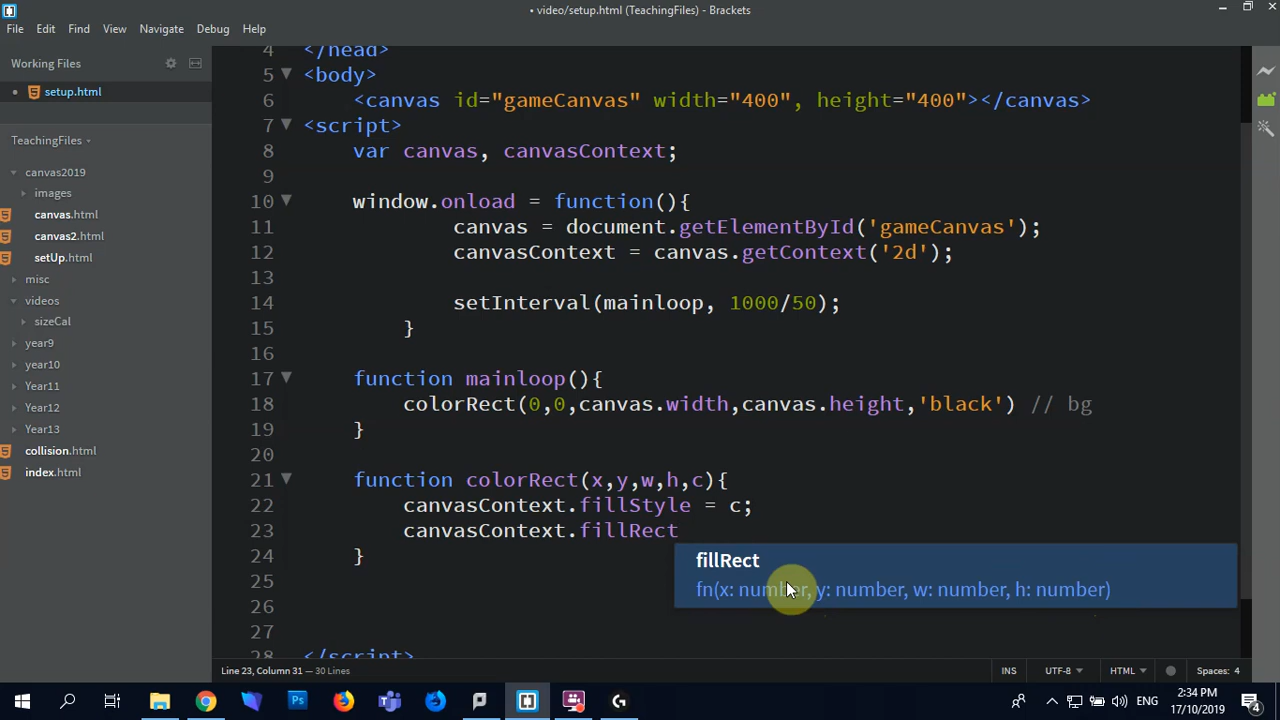 • video/setup.html (TeachingFiles) - Brackets
File Edit Find View Navigate Debug Help
Working Files
• setup.html
TeachingFiles
canvas2019
images
canvas.html
canvas2.html
setUp.html
misc
videos
sizeCal
year9
year10
Year11
Year12
Year13
collision.html
index.html
4 </head>
5 <body>
6 <canvas id="gameCanvas" width="400", height="400"></canvas>
7 <script>
8 var canvas, canvasContext;
9
10 window.onload = function(){
11 canvas = document.getElementById('gameCanvas');
12 canvasContext = canvas.getContext('2d');
13
14 setInterval(mainloop, 1000/50);
15 }
16
17 function mainloop(){
18 colorRect(0,0,canvas.width,canvas.height,'black') // bg
19 }
20
21 function colorRect(x,y,w,h,c){
22 canvasContext.fillStyle = c;
23 canvasContext.fillRect
24 }
fillRect
fn(x: number, y: number, w: number, h: number)
25
26
27
28 </script>
Line 23, Column 31 — 30 Lines
INS UTF-8 HTML Spaces: 4
Ps
ENG
2:34 PM
17/10/2019
4